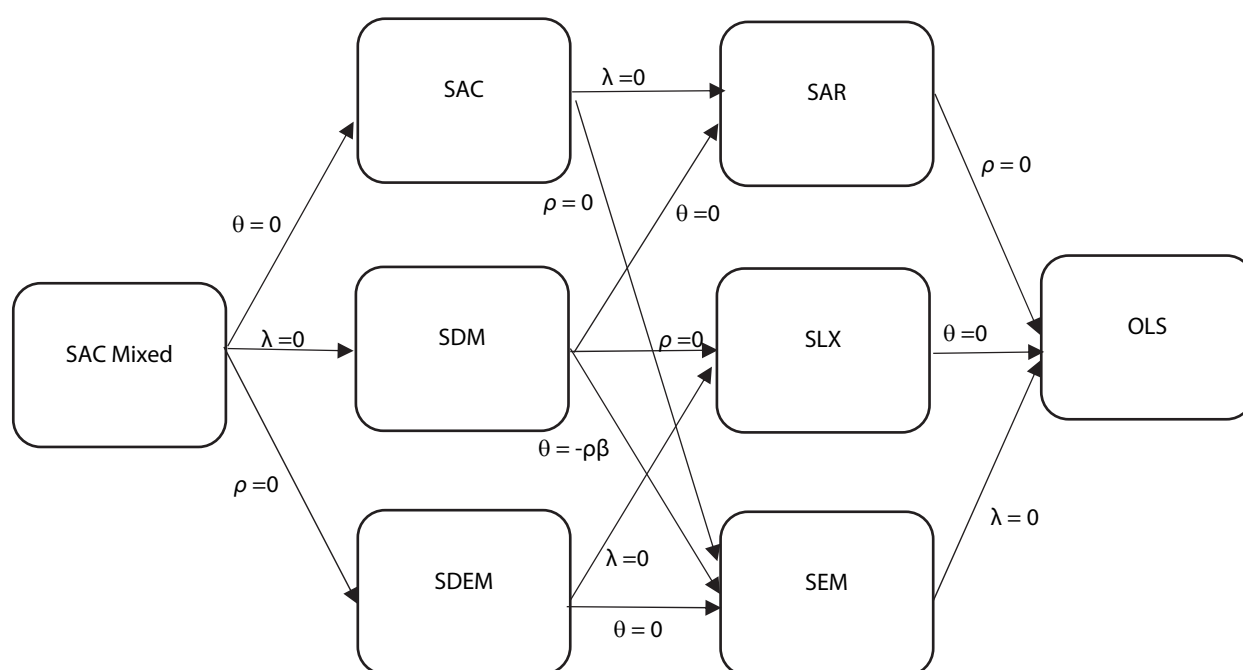 SAC
λ =0
SAR
θ = 0
ρ = 0
θ =0
ρ = 0
SAC Mixed
λ=0
SDM
ρ =0
SLX
θ =0
OLS
ρ =0
θ = -ρβ
λ =0
λ = 0
SDEM
θ = 0
SEM